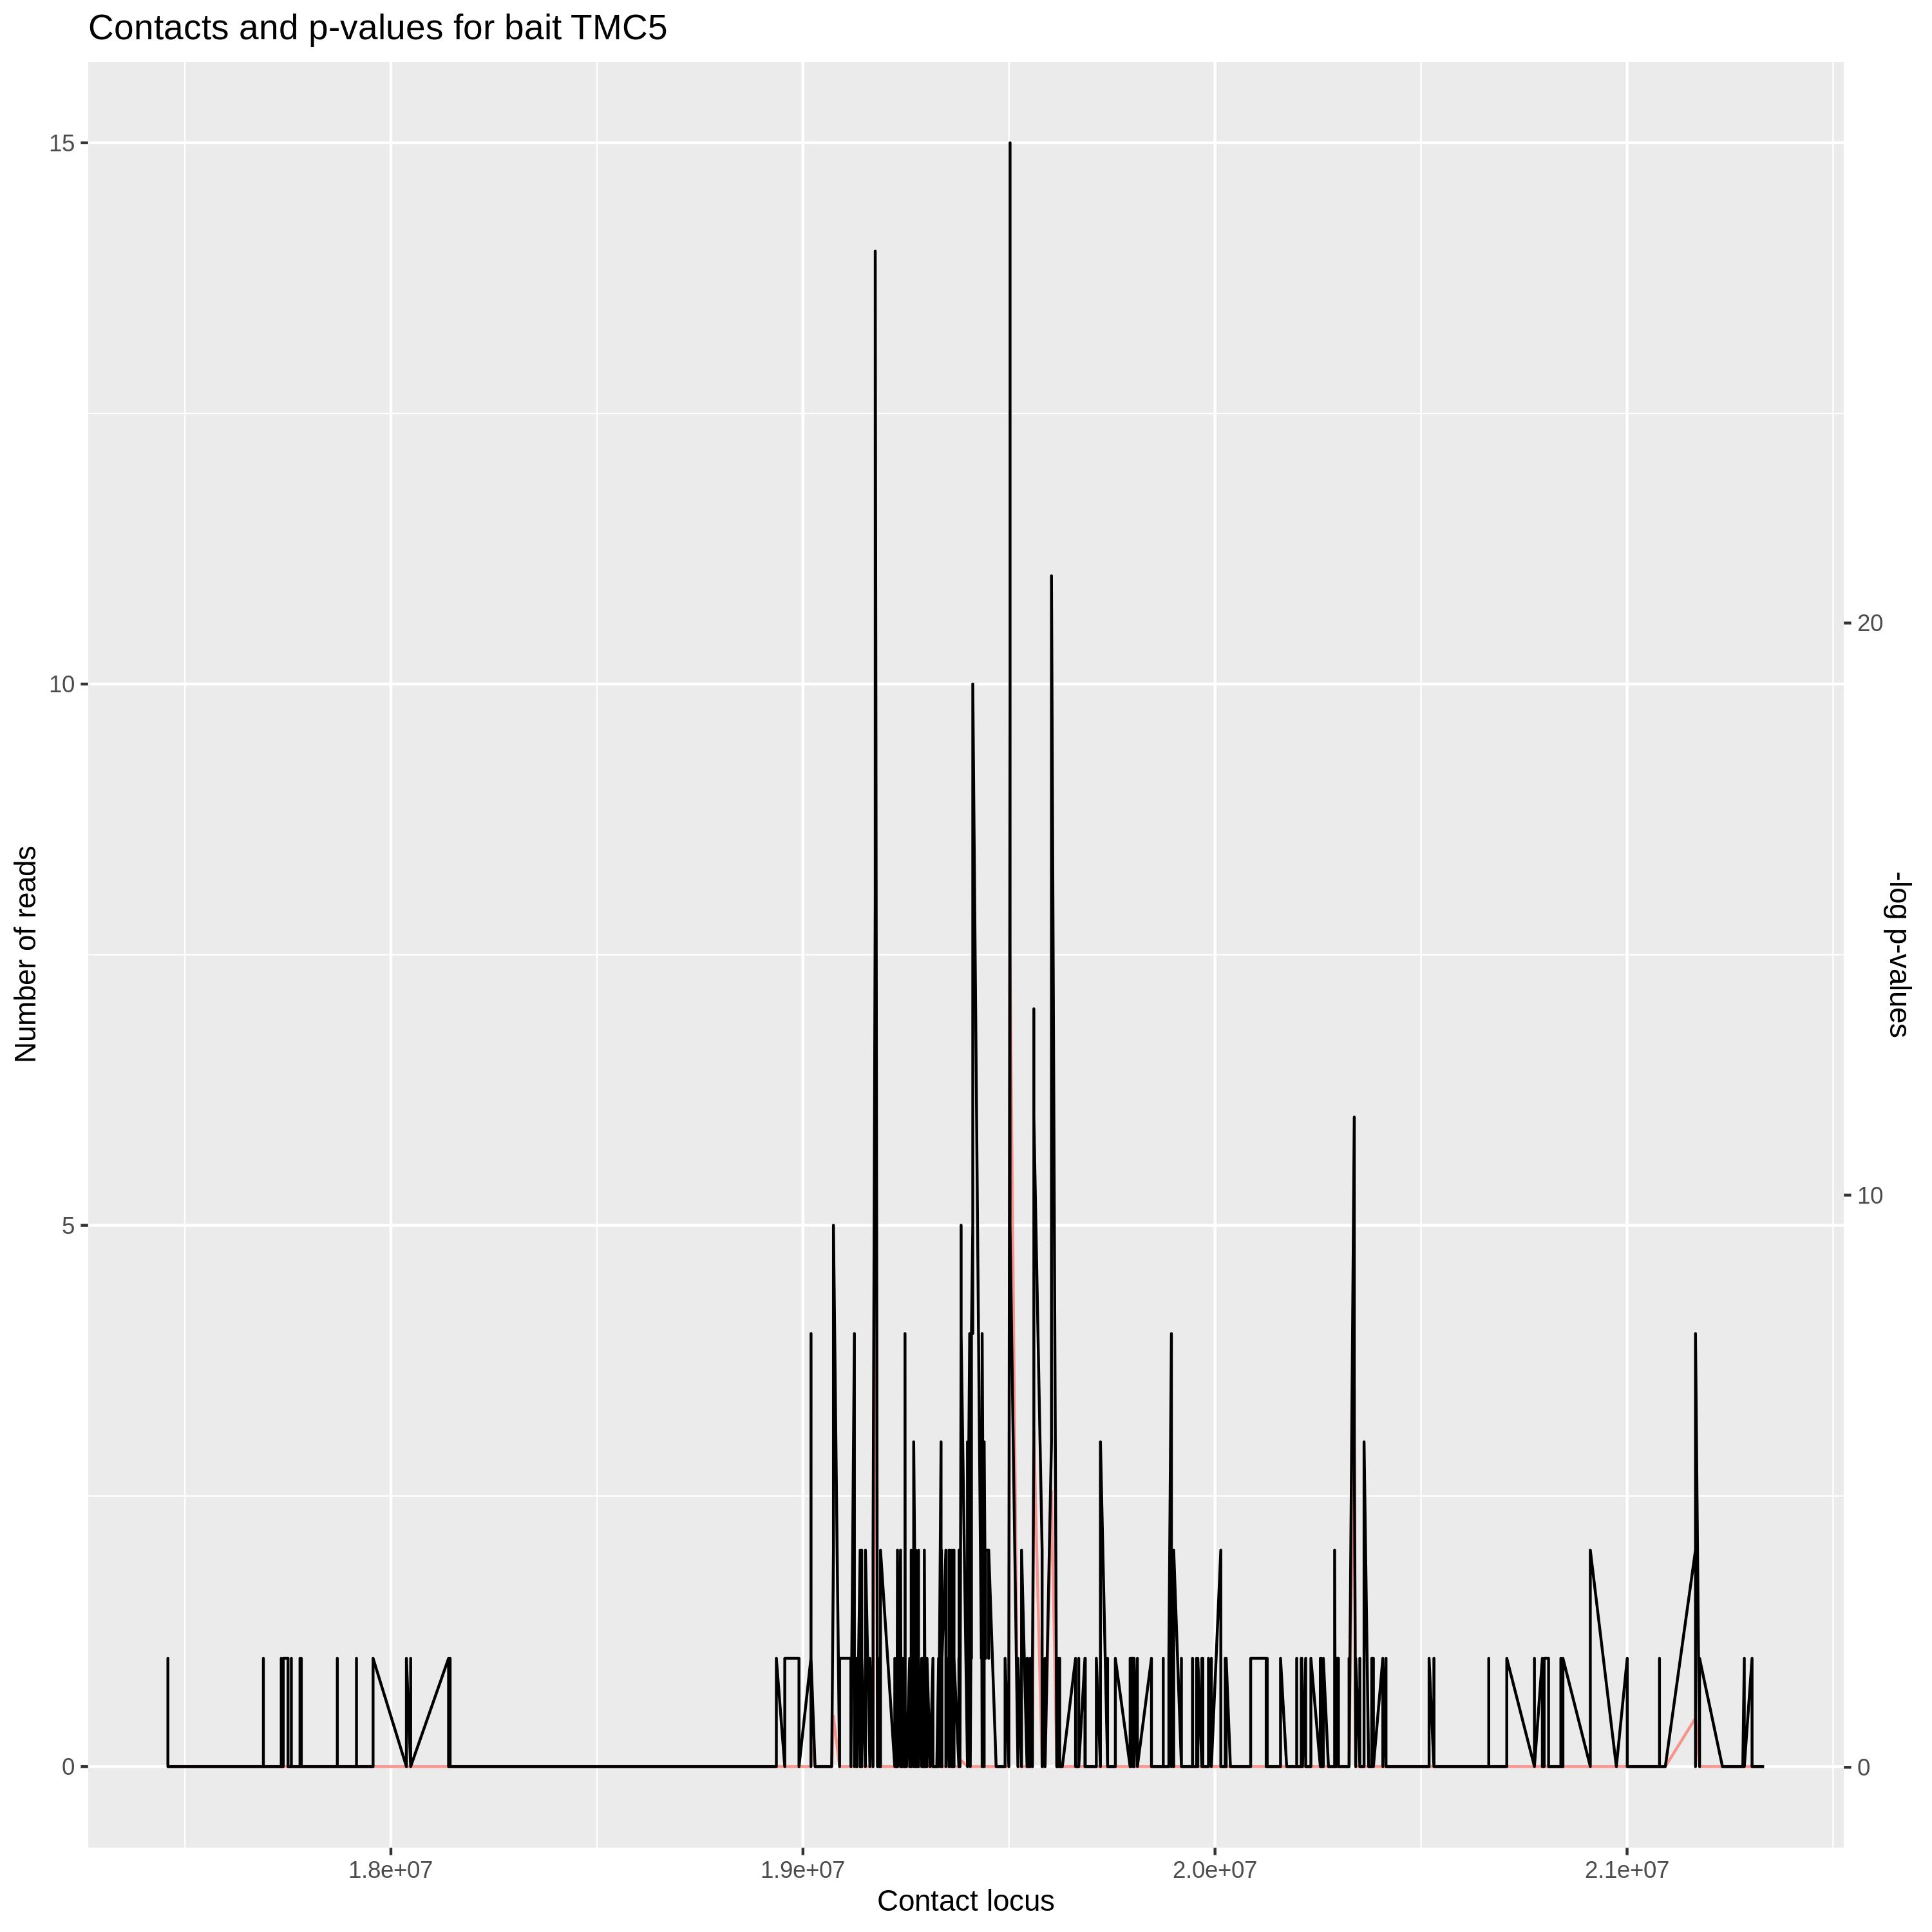 Contacts and p-values for bait TMC5
15
10
5
0
Number of reads
20
10
0
-log p-values
1.8e+07 1.9e+07 2.0e+07 2.1e+07
Contact locus